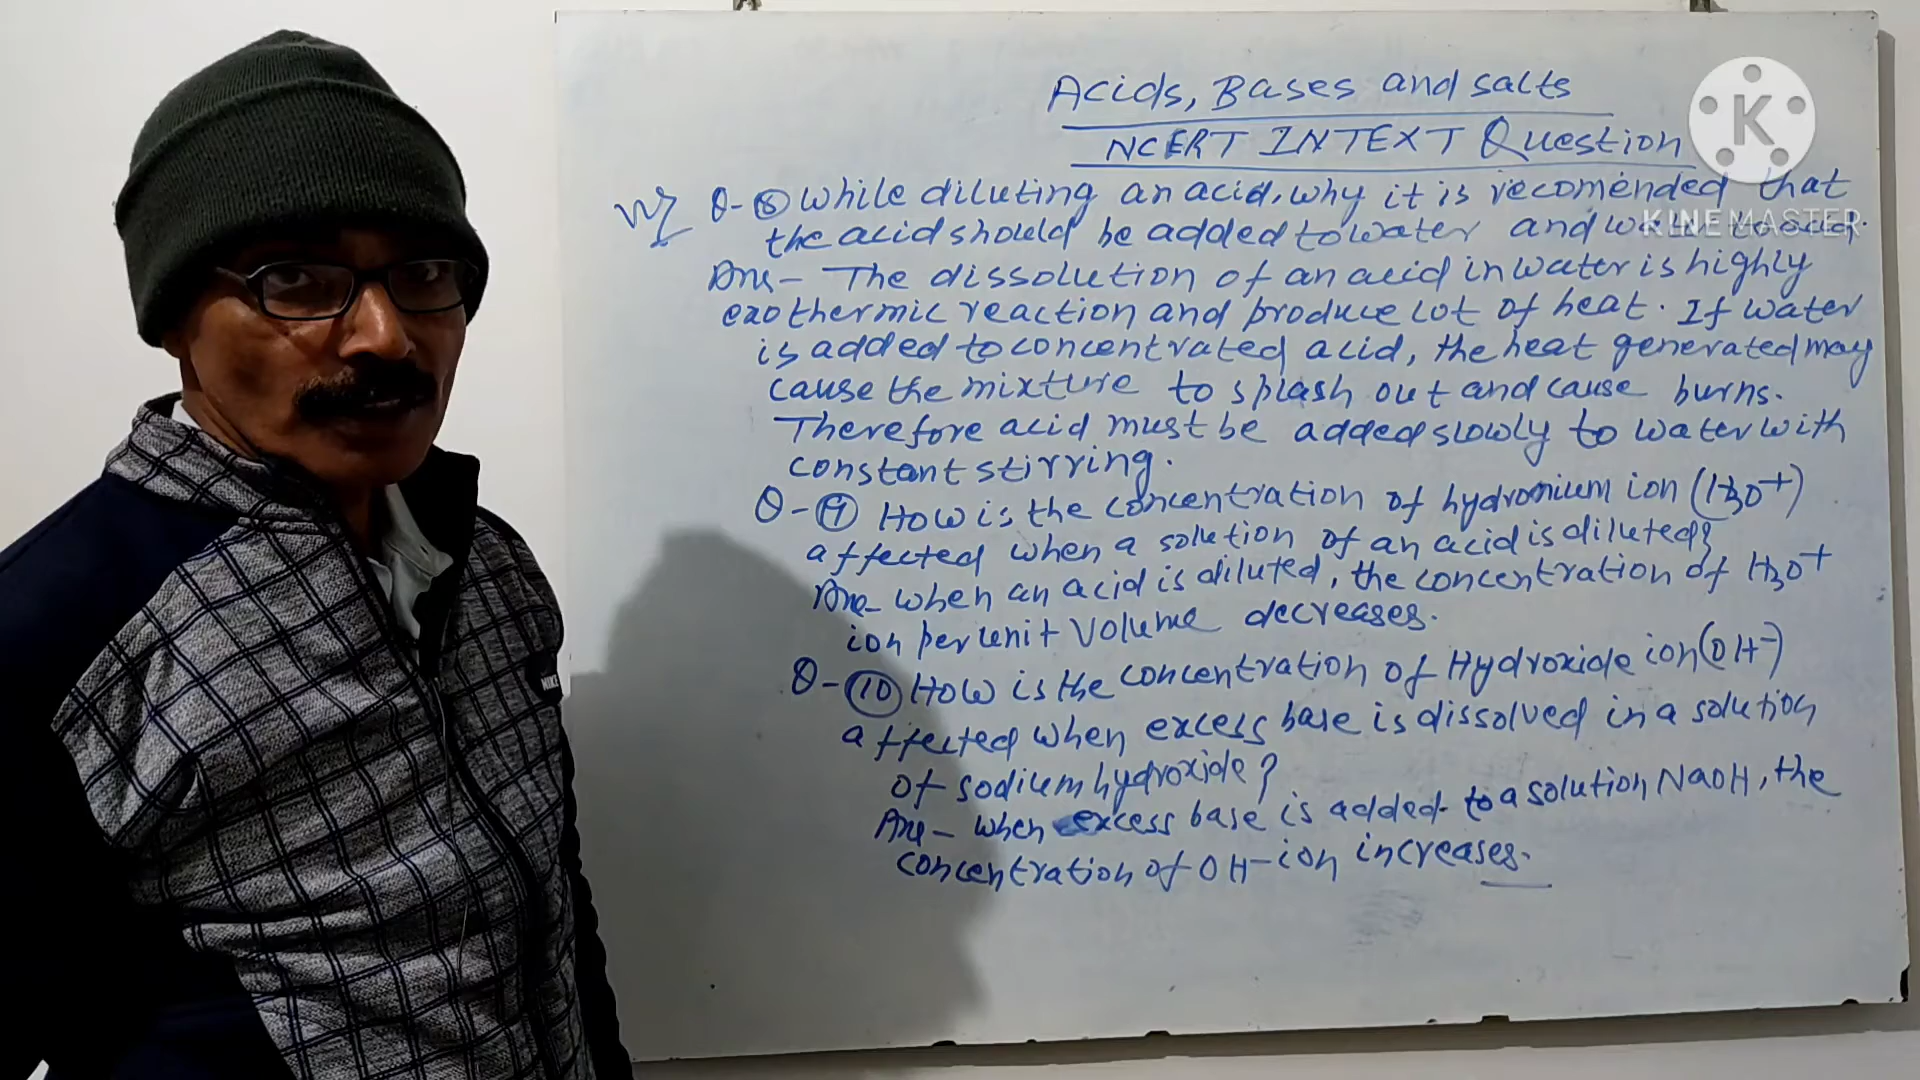 Acids, Bases and salts
NCERT INTEXT Question
K
KINEMASTER
Q-8 While diluting an acid, why it is recomended that
the acid should be added to water and
Ans- The dissolution of an acid in water is highly
exothermic reaction and produce lot of heat. If water
is added to concentrated acid, the heat generated may
cause the mixture to splash out and cause burns.
Therefore acid must be added slowly to water with
constant stirring.
Q-9 How is the concentration of hydronium ion (H3O+)
affected when a solution of an acid is diluted?
Ans- when an acid is diluted, the concentration of H3O+
ion per unit volume decreases.
Q-10 How is the concentration of Hydroxide ion (OH-)
affected when excess base is dissolved in a solution
of sodium hydroxide?
Ans- when excess base is added to a solution NaOH, the
concentration of OH- ion increases.